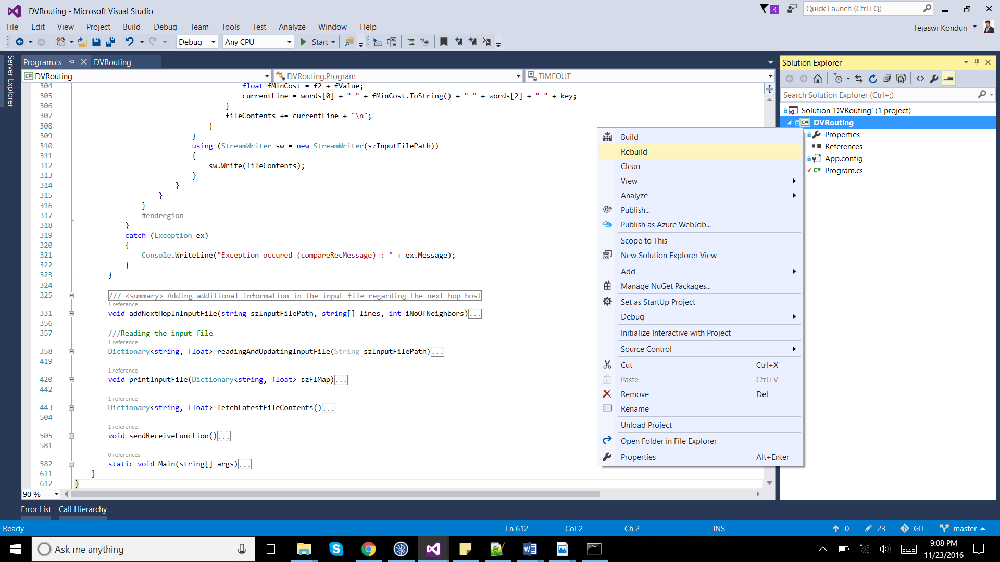 DVRouting - Microsoft Visual Studio
3
Quick Launch (Ctrl+Q)
File Edit View Project Build Debug Team Tools Test Analyze Window Help
Tejaswi Konduri
Debug Any CPU Start
Server Explorer
Program.cs DVRouting
C# DVRouting DVRouting.Program TIMEOUT
304 float fMinCost = f2 + fValue;
305 currentLine = words[0] + " " + fMinCost.ToString() + " " + words[2] + " " + key;
306 }
307 fileContents += currentLine + "\n";
308 }
309 }
310 using (StreamWriter sw = new StreamWriter(szInputFilePath))
311 {
312 sw.Write(fileContents);
313 }
314 }
315 }
316 }
317 #endregion
318 }
319 catch (Exception ex)
320 {
321 Console.WriteLine("Exception occured (compareRecMessage) : " + ex.Message);
322 }
323 }
324
325 /// <summary> Adding additional information in the input file regarding the next hop host
1 reference
331 void addNextHopInInputFile(string szInputFilePath, string[] lines, int iNoOfNeighbors)...
356
357 ///Reading the input file
1 reference
358 Dictionary<string, float> readingAndUpdatingInputFile(String szInputFilePath)...
419
1 reference
420 void printInputFile(Dictionary<string, float> szFlMap)...
442
1 reference
443 Dictionary<string, float> fetchLatestFileContents()...
504
1 reference
505 void sendReceiveFunction()...
581
0 references
582 static void Main(string[] args)...
611 }
612 }
90 %
Build
Rebuild
Clean
View
Analyze
Publish...
Publish as Azure WebJob...
Scope to This
New Solution Explorer View
Add
Manage NuGet Packages...
Set as StartUp Project
Debug
Initialize Interactive with Project
Source Control
Cut Ctrl+X
Paste Ctrl+V
Remove Del
Rename
Unload Project
Open Folder in File Explorer
Properties Alt+Enter
Solution Explorer
Search Solution Explorer (Ctrl+;)
Solution 'DVRouting' (1 project)
C# DVRouting
Properties
References
App.config
C# Program.cs
Error List Call Hierarchy
Ready Ln 612 Col 2 Ch 2 INS 0 23 GIT master
Ask me anything
9:08 PM
11/23/2016